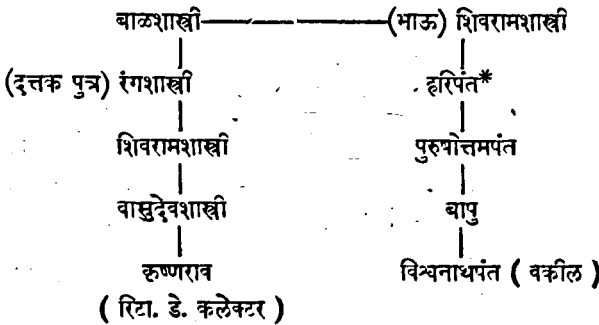 बाळशास्त्री (भाऊ) शिवरामशास्त्री
(दत्तक पुत्र) रंगशास्त्री हरिपंत*
शिवरामशास्त्री पुरुषोत्तमपंत
वासुदेवशास्त्री बापु
कृष्णराव विश्वनाथपंत ( वकील )
( रिटा. डे. कलेक्टर )